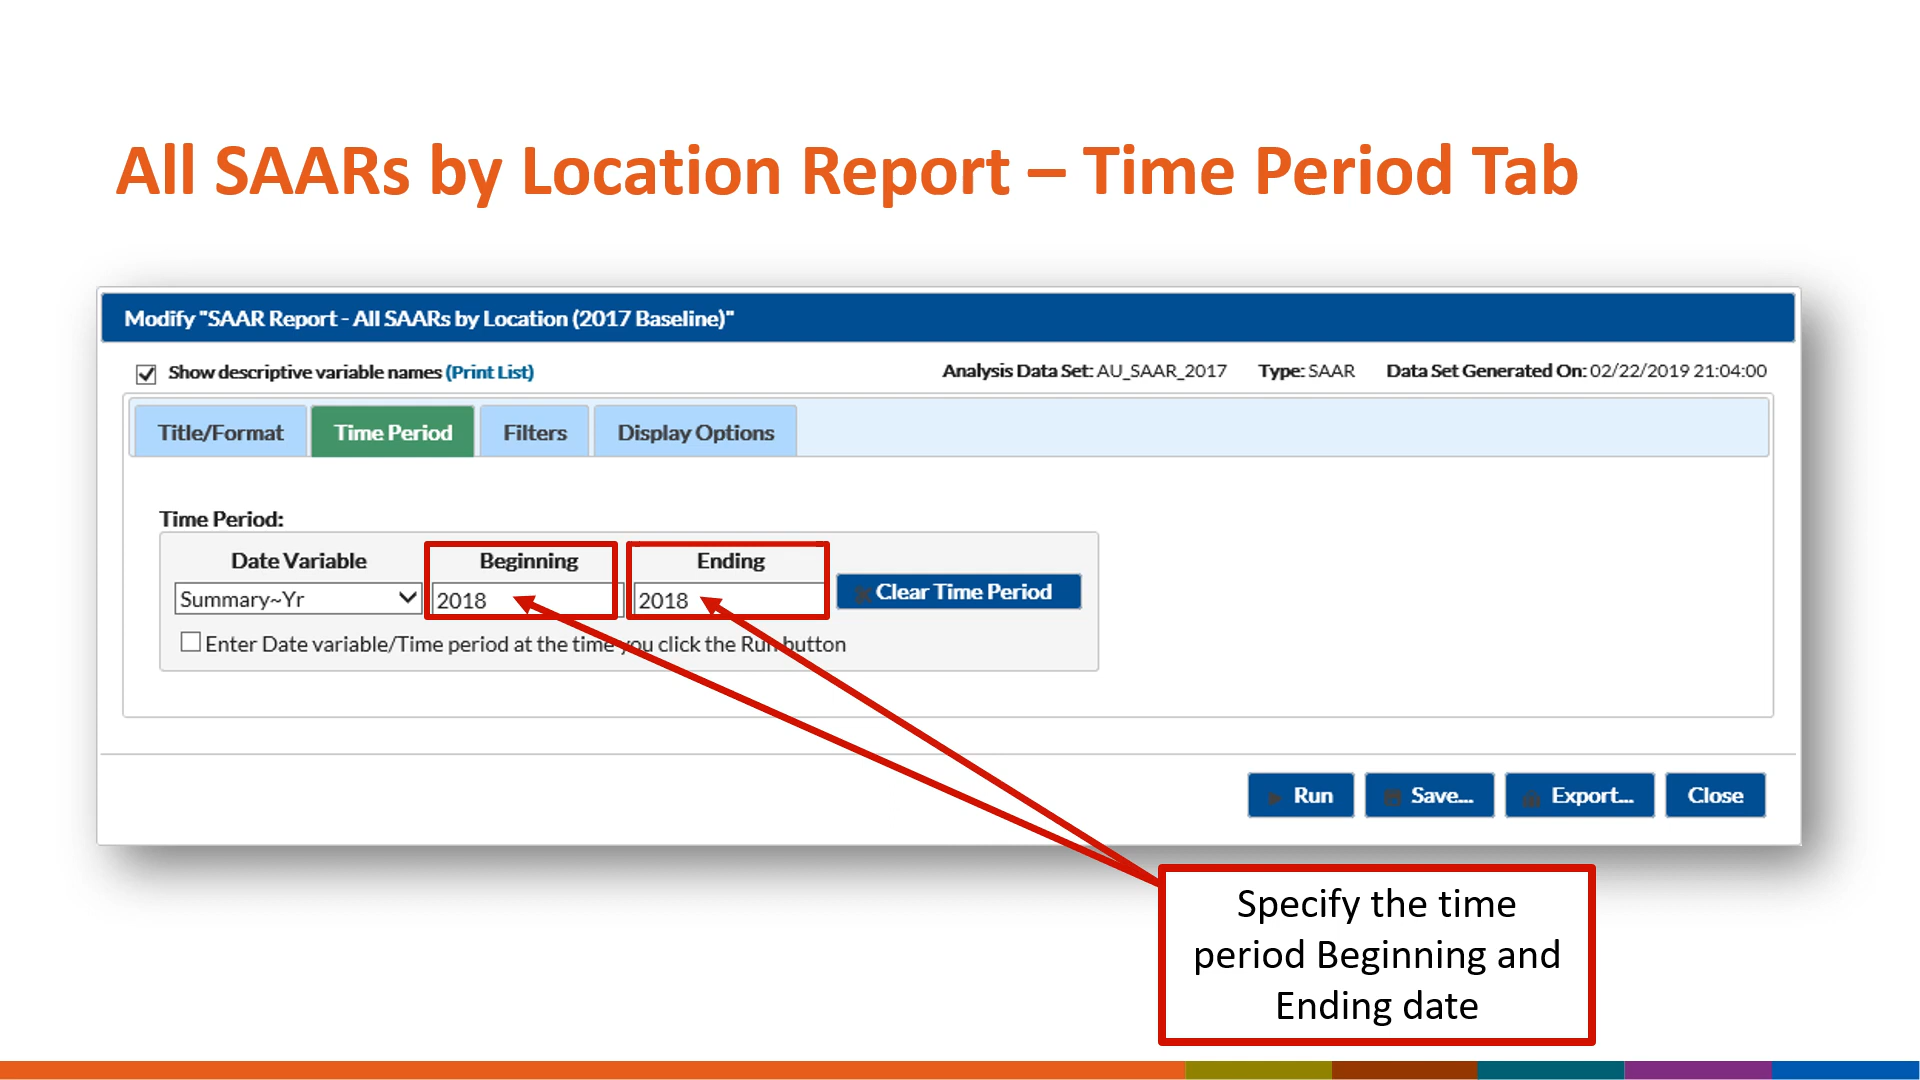 All SAARs by Location Report – Time Period Tab
Modify "SAAR Report - All SAARs by Location (2017 Baseline)"
Show descriptive variable names (Print List)
Analysis Data Set: AU_SAAR_2017 Type: SAAR Data Set Generated On: 02/22/2019 21:04:00
Title/Format Time Period Filters Display Options
Time Period:
Date Variable Beginning Ending
Summary~Yr 2018 2018 Clear Time Period
Enter Date variable/Time period at the time you click the Run button
Run Save... Export... Close
Specify the time
period Beginning and
Ending date